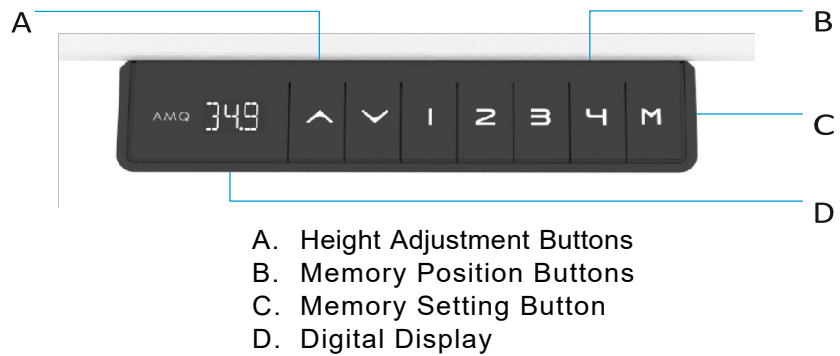 A
B
AMQ 34.9 1 2 3 4 M
C
D
A. Height Adjustment Buttons
B. Memory Position Buttons
C. Memory Setting Button
D. Digital Display